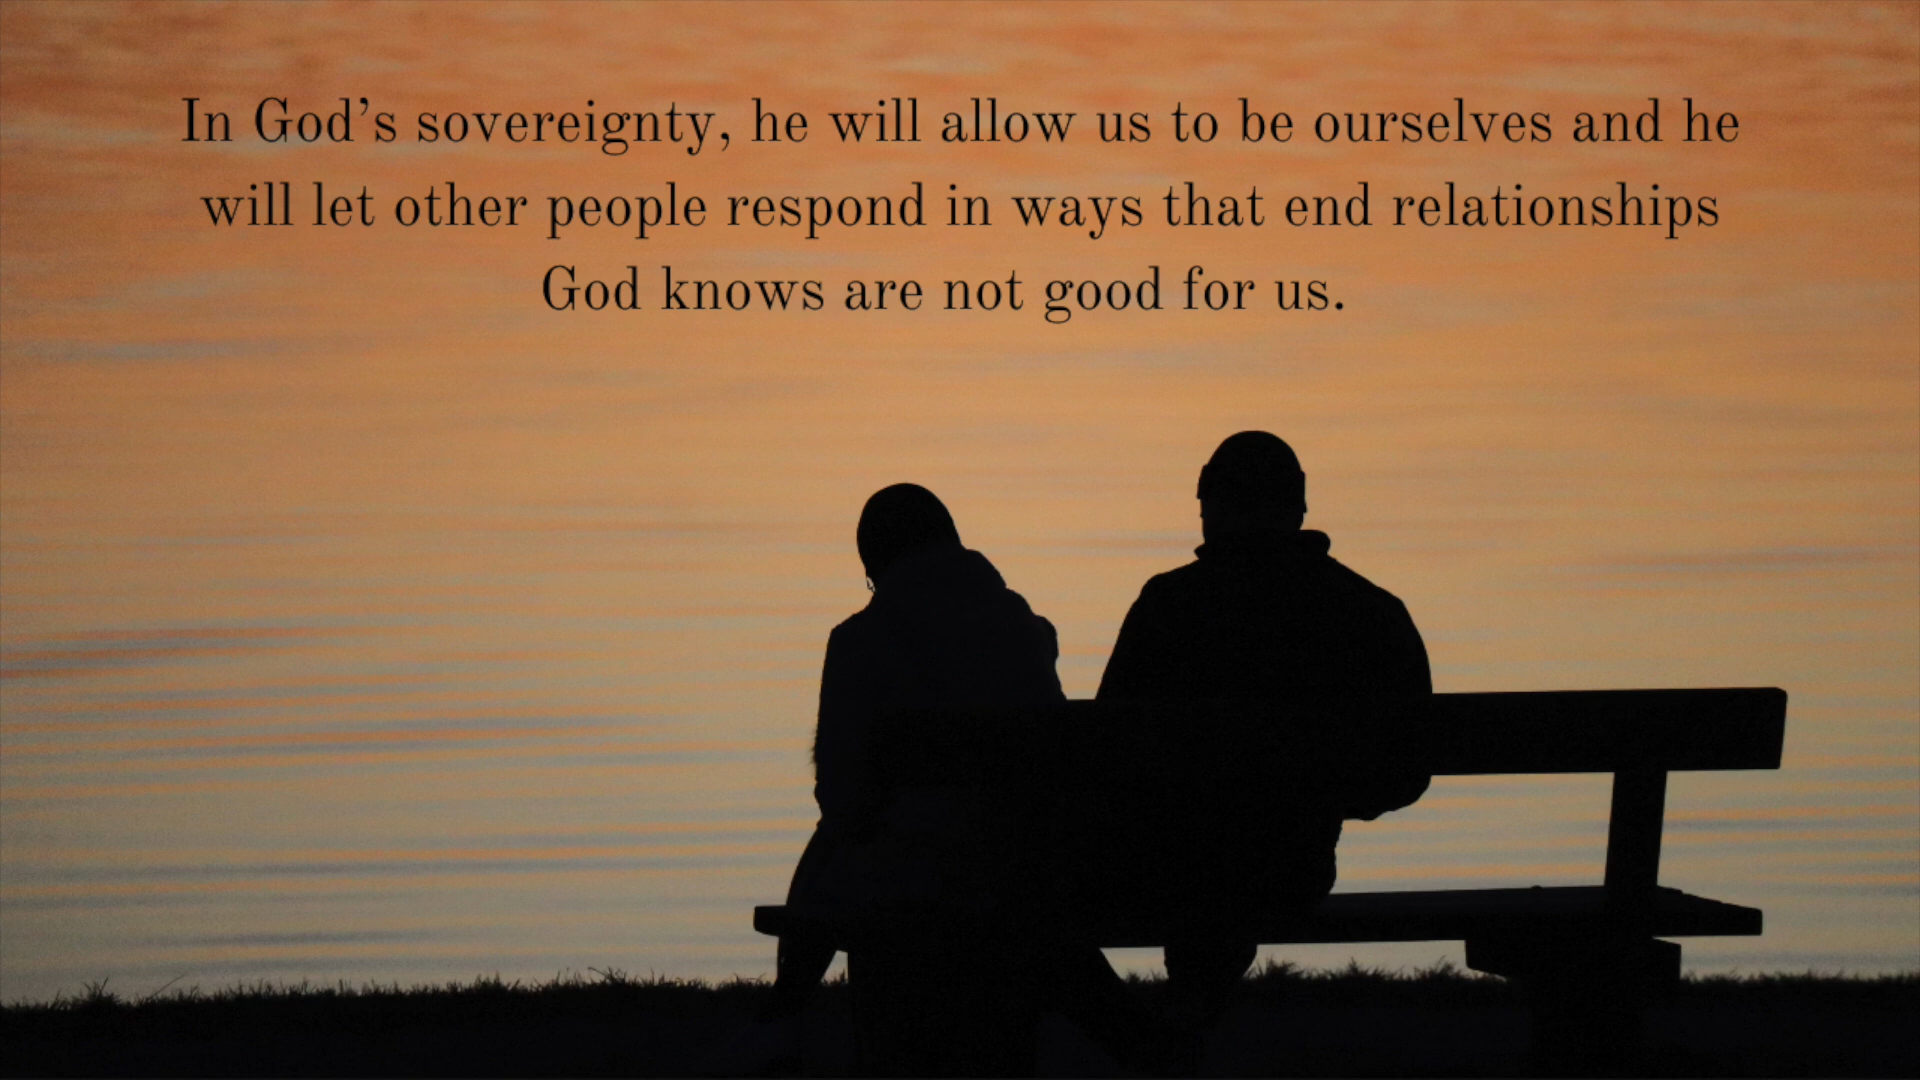 In God’s sovereignty, he will allow us to be ourselves and he
will let other people respond in ways that end relationships
God knows are not good for us.